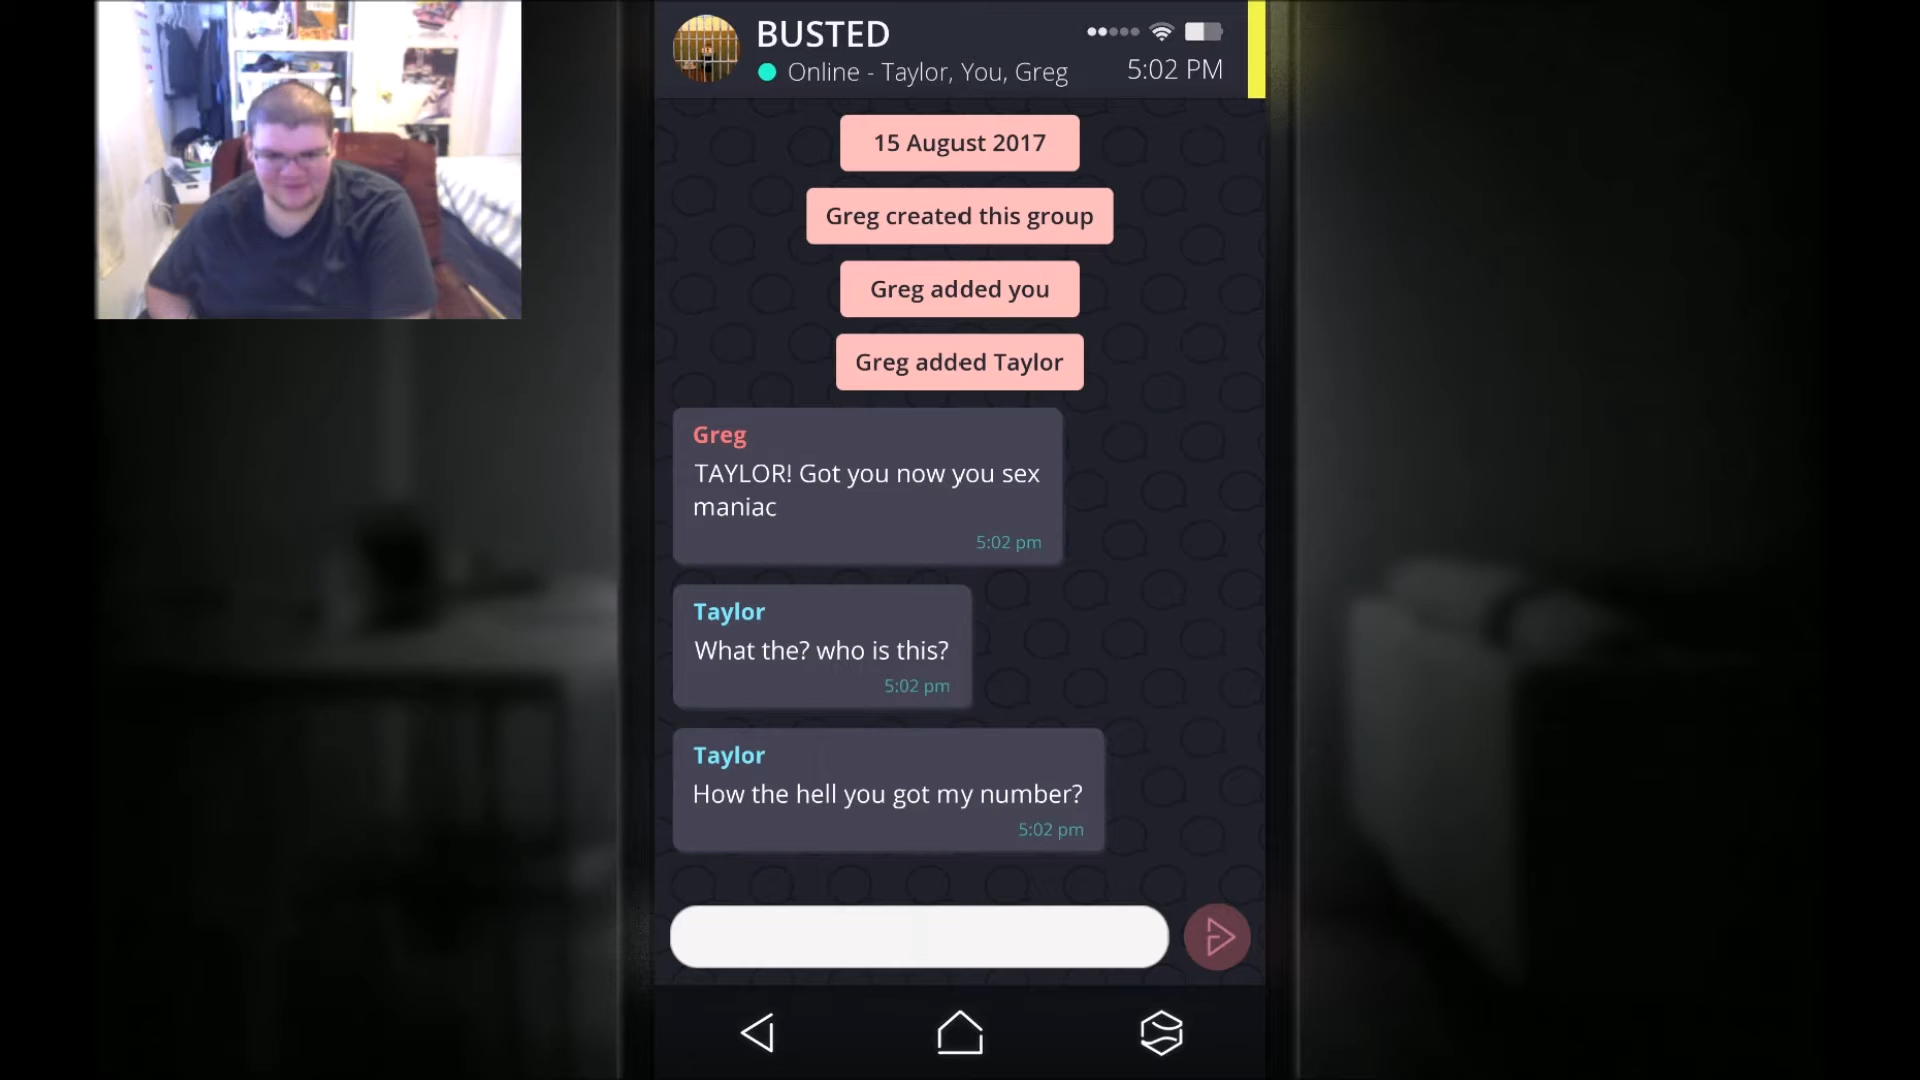 BUSTED
Online - Taylor, You, Greg
5:02 PM
15 August 2017
Greg created this group
Greg added you
Greg added Taylor
Greg
TAYLOR! Got you now you sex
maniac
5:02 pm
Taylor
What the? who is this?
5:02 pm
Taylor
How the hell you got my number?
5:02 pm